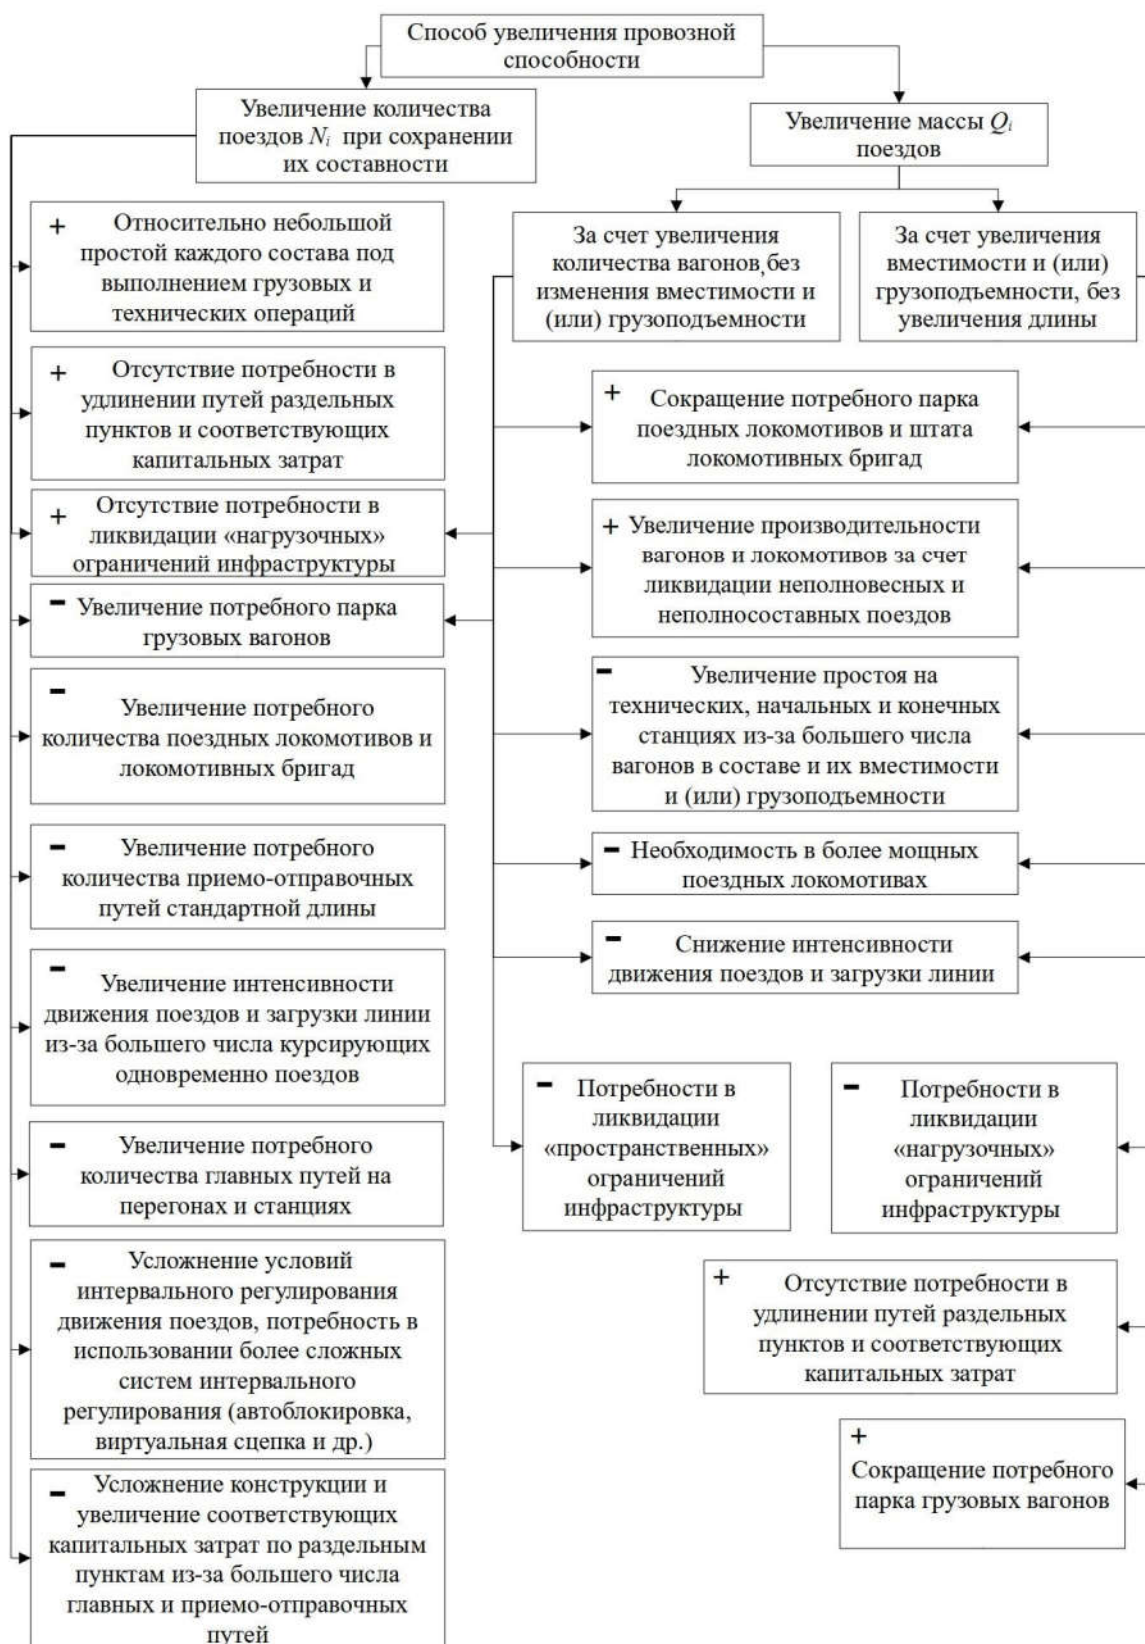 Способ увеличения провозной
способности
Увеличение количества
поездов Nᵢ при сохранении
их составности
Увеличение массы Qᵢ
поездов
+ Относительно небольшой
простой каждого состава под
выполнением грузовых и
технических операций
+ Отсутствие потребности в
удлинении путей раздельных
пунктов и соответствующих
капитальных затрат
+ Отсутствие потребности в
ликвидации «нагрузочных»
ограничений инфраструктуры
- Увеличение потребного парка
грузовых вагонов
- Увеличение потребного
количества поездных локомотивов и
локомотивных бригад
- Увеличение потребного
количества приемо-отправочных
путей стандартной длины
- Увеличение интенсивности
движения поездов и загрузки линии
из-за большего числа курсирующих
одновременно поездов
- Увеличение потребного
количества главных путей на
перегонах и станциях
- Усложнение условий
интервального регулирования
движения поездов, потребность в
использовании более сложных
систем интервального
регулирования (автоблокировка,
виртуальная сцепка и др.)
- Усложнение конструкции и
увеличение соответствующих
капитальных затрат по раздельным
пунктам из-за большего числа
главных и приемо-отправочных
путей
За счет увеличения
количества вагонов,без
изменения вместимости и
(или) грузоподъемности
За счет увеличения
вместимости и (или)
грузоподъемности, без
увеличения длины
+ Сокращение потребного парка
поездных локомотивов и штата
локомотивных бригад
+ Увеличение производительности
вагонов и локомотивов за счет
ликвидации неполновесных и
неполносоставных поездов
- Увеличение простоя на
технических, начальных и конечных
станциях из-за большего числа
вагонов в составе и их вместимости
и (или) грузоподъемности
- Необходимость в более мощных
поездных локомотивах
- Снижение интенсивности
движения поездов и загрузки линии
- Потребности в
ликвидации
«пространственных»
ограничений
инфраструктуры
- Потребности в
ликвидации
«нагрузочных»
ограничений
инфраструктуры
+ Отсутствие потребности в
удлинении путей раздельных
пунктов и соответствующих
капитальных затрат
+
Сокращение потребного
парка грузовых вагонов